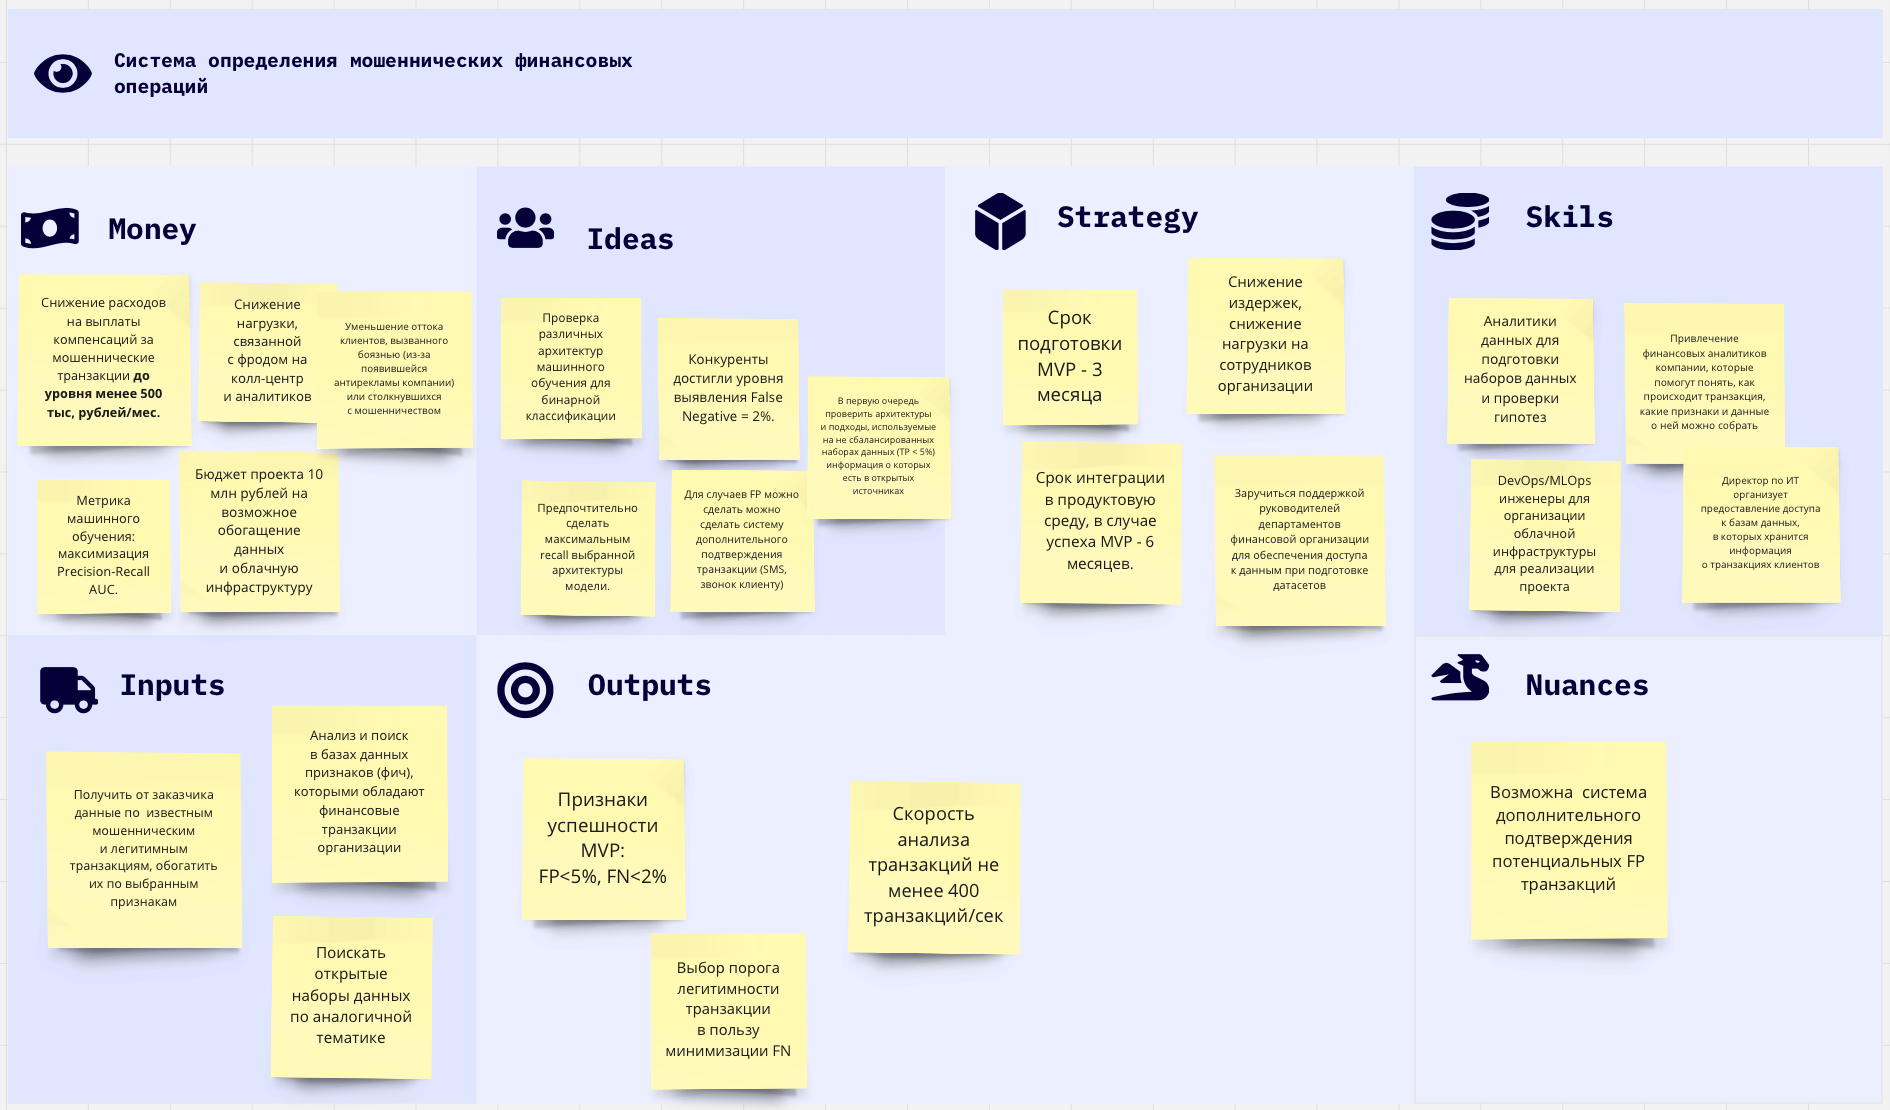 Система определения мошеннических финансовых
операций
Money
Снижение расходов
на выплаты
компенсаций за
мошеннические
транзакции до
уровня менее 500
тыс, рублей/мес.
Снижение
нагрузки,
связанной
с фродом на
колл-центр
и аналитиков
Уменьшение оттока
клиентов, вызванного
боязнью (из-за
появившейся
антирекламы компании)
или столкнувшихся
с мошенничеством
Метрика
машинного
обучения:
максимизация
Precision-Recall
AUC.
Бюджет проекта 10
млн рублей на
возможное
обогащение
данных
и облачную
инфраструктуру
Ideas
Проверка
различных
архитектур
машинного
обучения для
бинарной
классификации
Конкуренты
достигли уровня
выявления False
Negative = 2%.
В первую очередь
проверить архитектуры
и подходы, используемые
на не сбалансированных
наборах данных (TP < 5%)
информация о которых
есть в открытых
источниках
Предпочтительно
сделать
максимальным
recall выбранной
архитектуры
модели.
Для случаев FP можно
сделать можно
сделать систему
дополнительного
подтверждения
транзакции (SMS,
звонок клиенту)
Strategy
Срок
подготовки
MVP - 3
месяца
Снижение
издержек,
снижение
нагрузки на
сотрудников
организации
Срок интеграции
в продуктовую
среду, в случае
успеха MVP - 6
месяцев.
Заручиться поддержкой
руководителей
департаментов
финансовой организации
для обеспечения доступа
к данным при подготовке
датасетов
Skils
Аналитики
данных для
подготовки
наборов данных
и проверки
гипотез
Привлечение
финансовых аналитиков
компании, которые
помогут понять, как
происходит транзакция,
какие признаки и данные
о ней можно собрать
DevOps/MLOps
инженеры для
организации
облачной
инфраструктуры
для реализации
проекта
Директор по ИТ
организует
предоставление доступа
к базам данных,
в которых хранится
информация
о транзакциях клиентов
Inputs
Получить от заказчика
данные по известным
мошенническим
и легитимным
транзакциям, обогатить
их по выбранным
признакам
Анализ и поиск
в базах данных
признаков (фич),
которыми обладают
финансовые
транзакции
организации
Поискать
открытые
наборы данных
по аналогичной
тематике
Outputs
Признаки
успешности
MVP:
FP<5%, FN<2%
Скорость
анализа
транзакций не
менее 400
транзакций/сек
Выбор порога
легитимности
транзакции
в пользу
минимизации FN
Nuances
Возможна система
дополнительного
подтверждения
потенциальных FP
транзакций